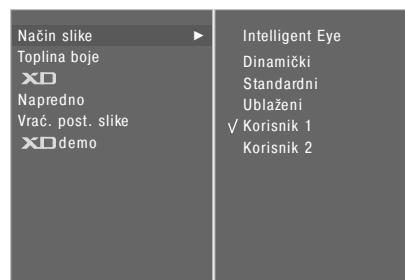 Način slike ►
Toplina boje
XD
Napredno
Vrać. post. slike
XD demo
Intelligent Eye
Dinamički
Standardni
Ublaženi
√ Korisnik 1
Korisnik 2